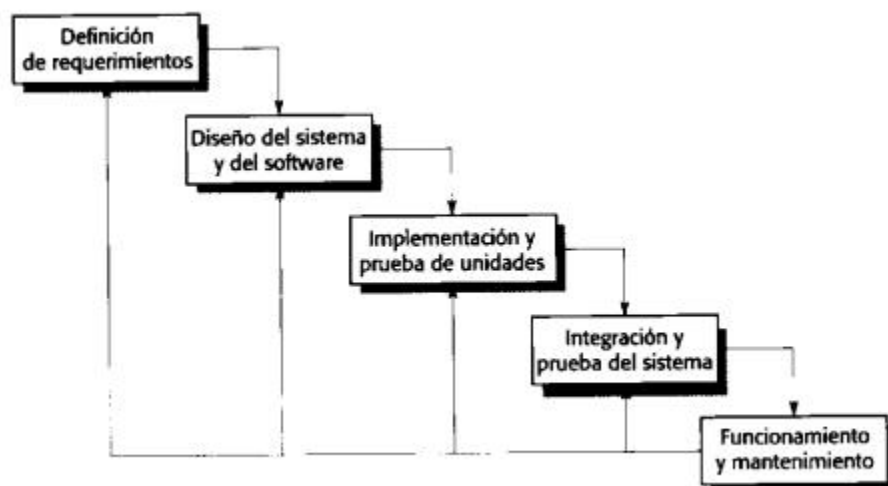 Definición
de requerimientos
Diseño del sistema
y del software
Implementación y
prueba de unidades
Integración y
prueba del sistema
Funcionamiento
y mantenimiento